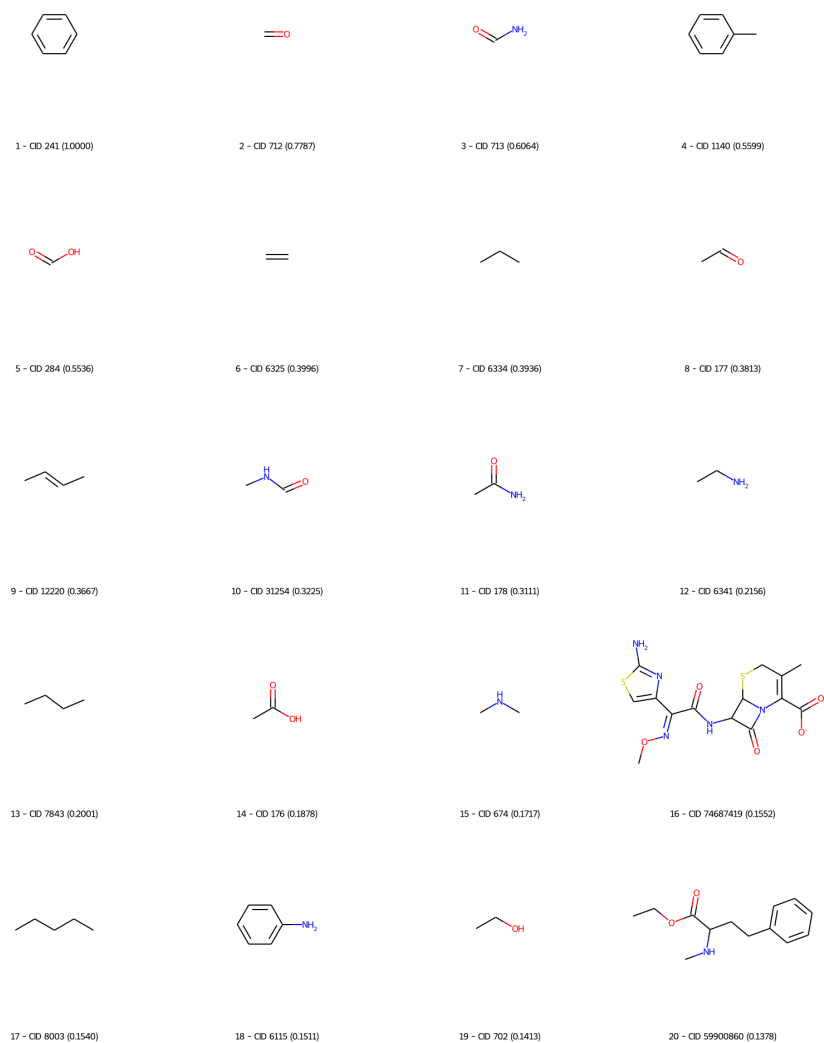 1 - CID 241 (1.0000)
O
2 - CID 712 (0.7787)
O
NH2
3 - CID 713 (0.6064)
4 - CID 1140 (0.5599)
O
OH
5 - CID 284 (0.5536)
6 - CID 6325 (0.3996)
7 - CID 6334 (0.3936)
O
8 - CID 177 (0.3813)
9 - CID 12220 (0.3667)
H
N
O
10 - CID 31254 (0.3225)
O
NH2
11 - CID 178 (0.3111)
NH2
12 - CID 6341 (0.2156)
13 - CID 7843 (0.2001)
O
OH
14 - CID 176 (0.1878)
H
N
15 - CID 674 (0.1717)
NH2
S
N
O
N
H
O
N
S
N
O
O
O-
16 - CID 74687419 (0.1552)
17 - CID 8003 (0.1540)
NH2
18 - CID 6115 (0.1511)
OH
19 - CID 702 (0.1413)
O
O
NH
20 - CID 59900860 (0.1378)